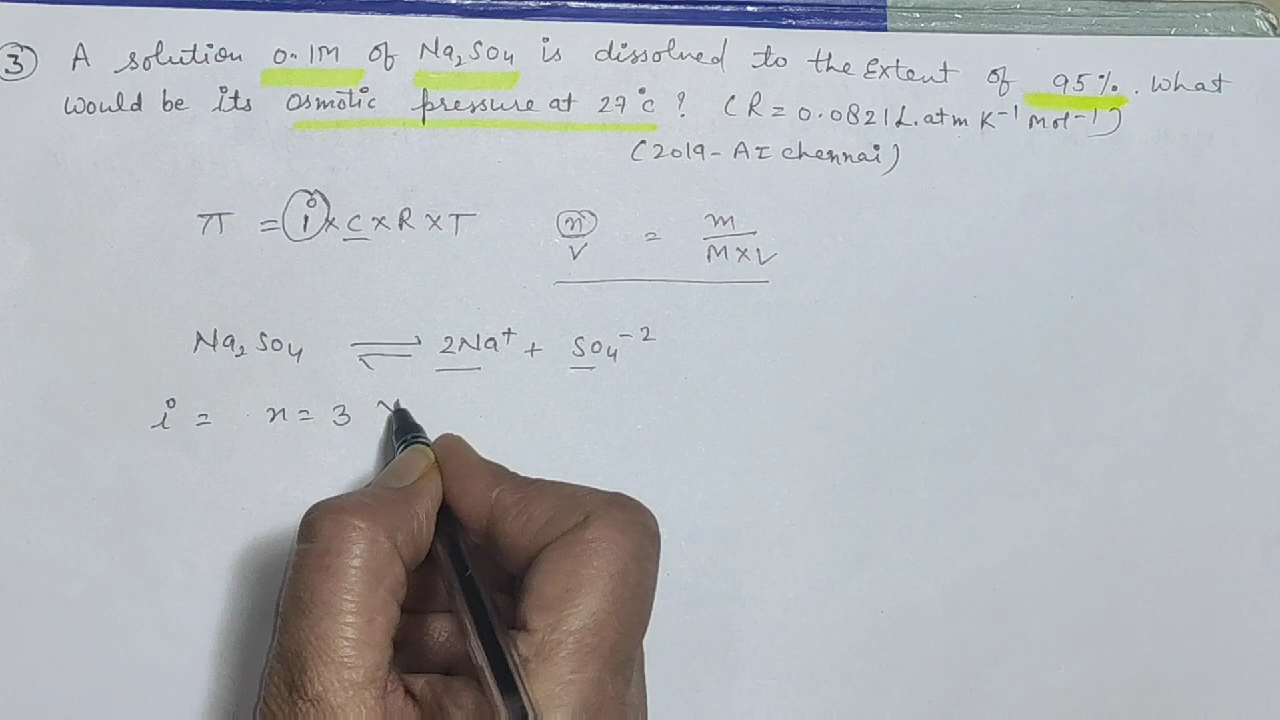 3 A solution 0.1M of Na₂SO₄ is dissolved to the Extent of 95%. What
would be its Osmotic pressure at 27°C? (R = 0.0821 L.atm K⁻¹ mol⁻¹)
(2019 - AI chennai)
π = i × C × R × T n/V = m/M×V
Na₂SO₄ ⇌ 2Na⁺ + SO₄⁻²
i = n = 3